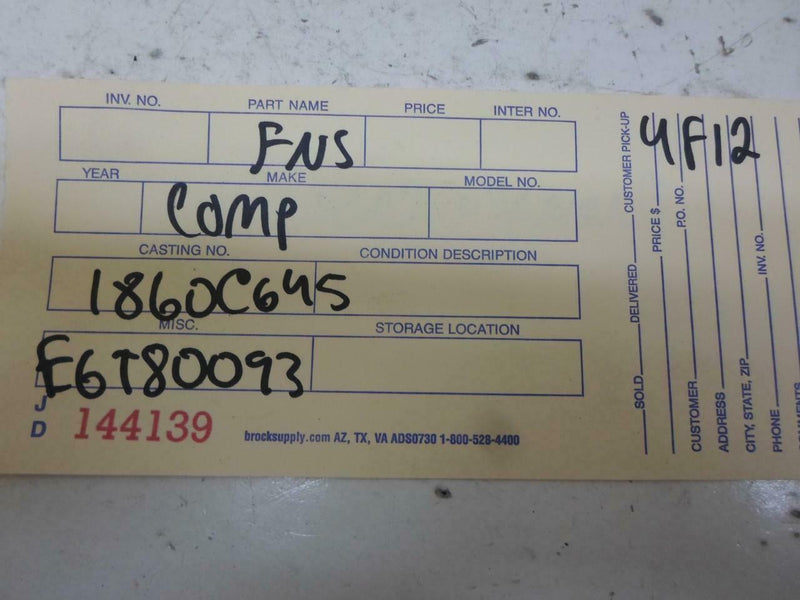 INV. NO. PART NAME PRICE INTER NO.
ENS
YEAR MAKE MODEL NO.
COMP
CASTING NO. CONDITION DESCRIPTION
1860C645
MISC. STORAGE LOCATION
E6T80093
J
D 144139 brocksupply.com AZ, TX, VA ADS0730 1-800-528-4400
4F12
SOLD DELIVERED CUSTOMER PICK-UP
PRICE $
CUSTOMER P.O. NO.
ADDRESS
CITY, STATE, ZIP
PHONE INV. NO.